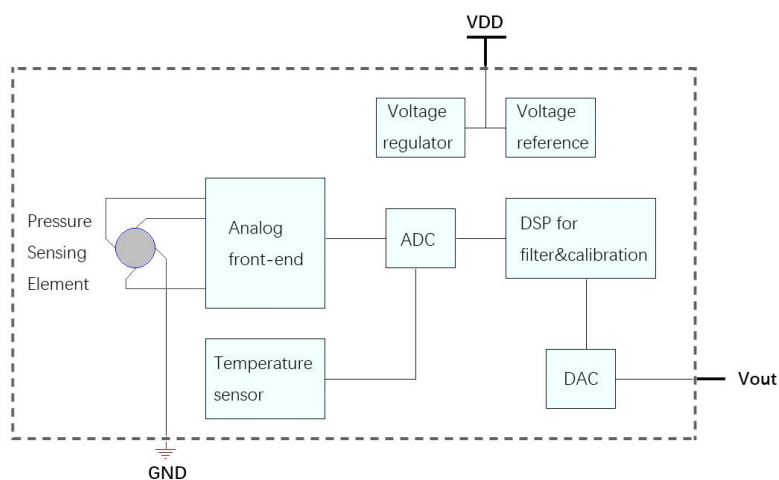 VDD
Voltage
regulator
Voltage
reference
Pressure
Sensing
Element
Analog
front-end
ADC
DSP for
filter&calibration
Temperature
sensor
DAC
Vout
GND